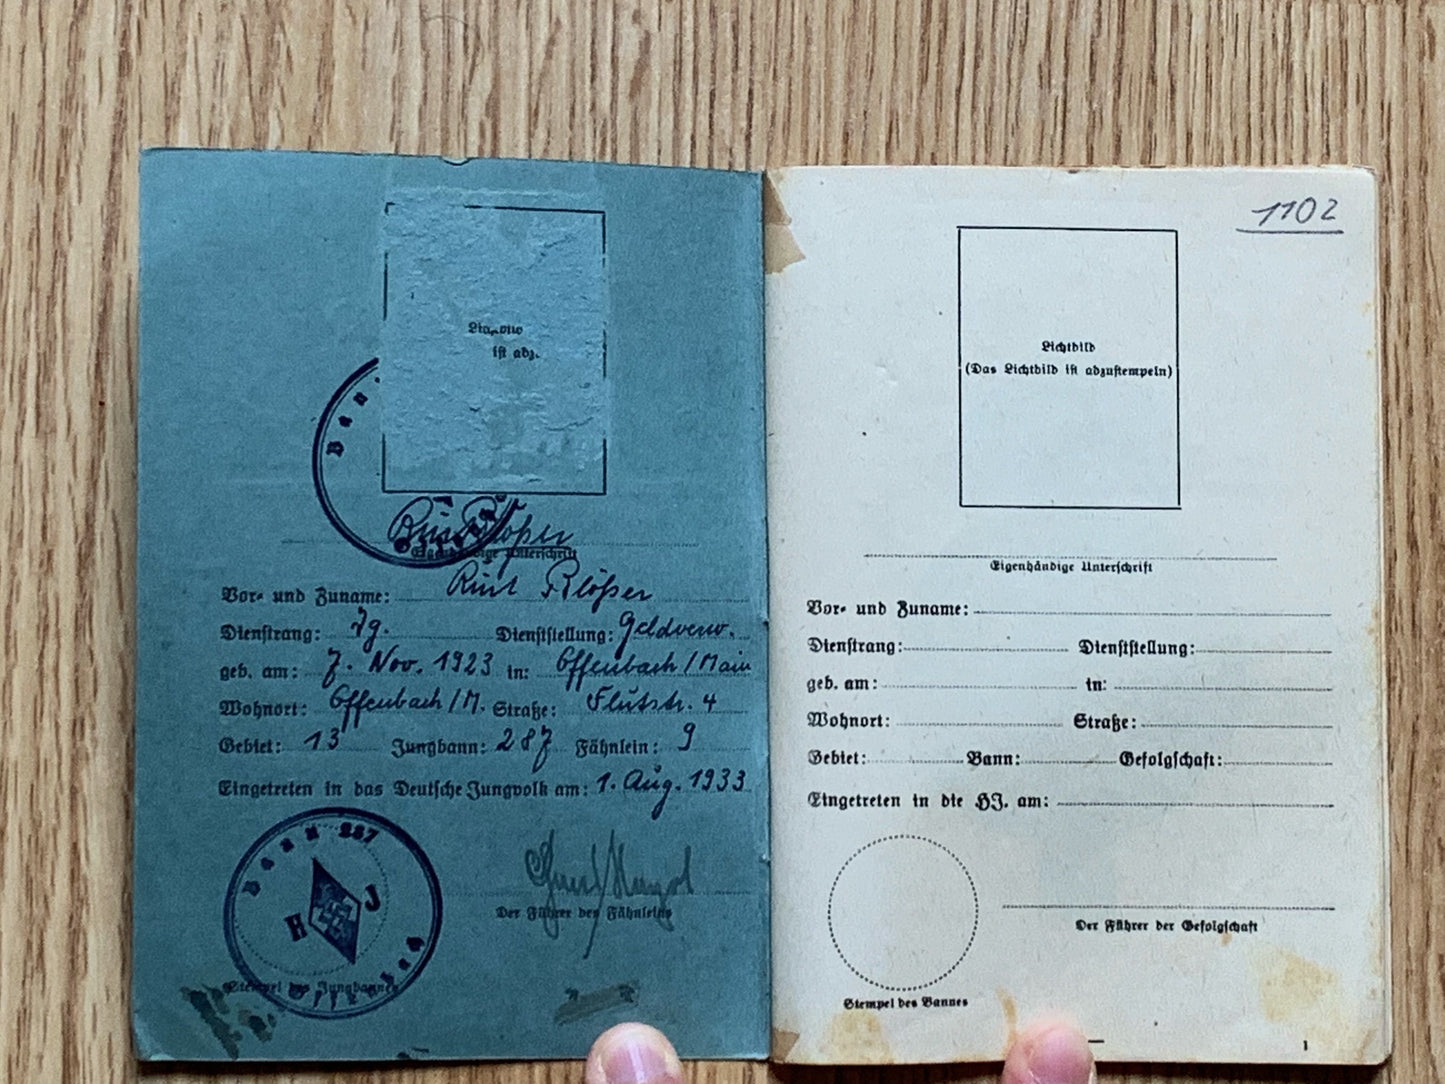 ist abz.
Bann
Eigenhändige Unterschrift
Vor- und Zuname: Kurt Blößer
Dienstrang: Jg. Dienststellung: Geldverw.
geb. am: 7. Nov. 1923 in: Offenbach/Main
Wohnort: Offenbach/M. Straße: Flutstr. 4
Gebiet: 13 Jungbann: 287 Fähnlein: 9
Eingetreten in das Deutsche Jungvolk am: 1. Aug. 1933
Bann 287
H J
Offenbach
Der Führer des Fähnleins
Stempel des Jungbannes
1102
Lichtbild
(Das Lichtbild ist abzustempeln)
Eigenhändige Unterschrift
Vor- und Zuname:
Dienstrang: Dienststellung:
geb. am: in:
Wohnort: Straße:
Gebiet: Bann: Gefolgschaft:
Eingetreten in die HJ. am:
Der Führer der Gefolgschaft
Stempel des Bannes
1